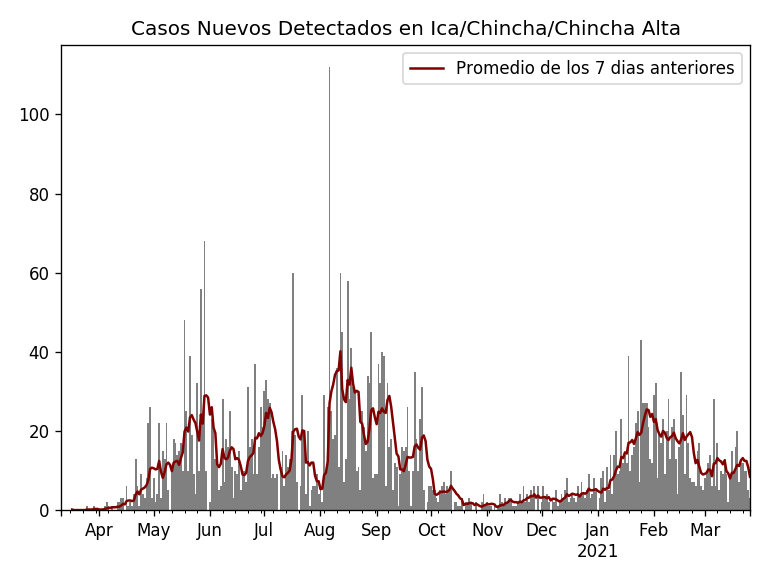 Casos Nuevos Detectados en Ica/Chincha/Chincha Alta
Promedio de los 7 dias anteriores
100
80
60
40
20
0
Apr May Jun Jul Aug Sep Oct Nov Dec Jan Feb Mar
2021